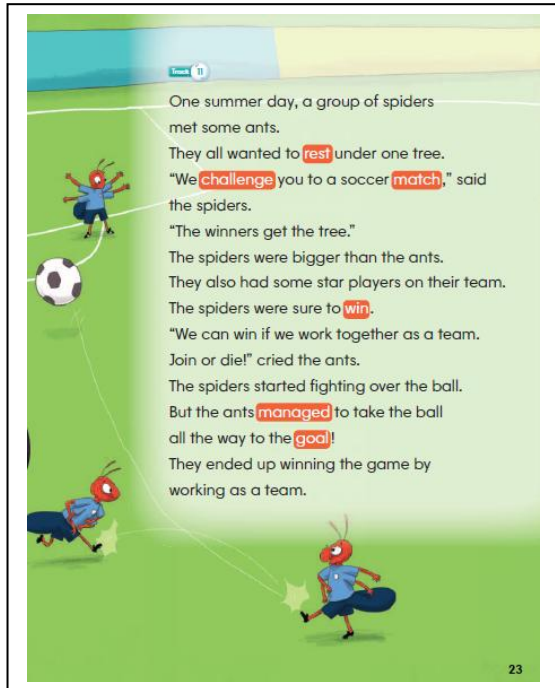 Track 11
One summer day, a group of spiders
met some ants.
They all wanted to rest under one tree.
“We challenge you to a soccer match,” said
the spiders.
“The winners get the tree.”
The spiders were bigger than the ants.
They also had some star players on their team.
The spiders were sure to win.
“We can win if we work together as a team.
Join or die!” cried the ants.
The spiders started fighting over the ball.
But the ants managed to take the ball
all the way to the goal!
They ended up winning the game by
working as a team.
23